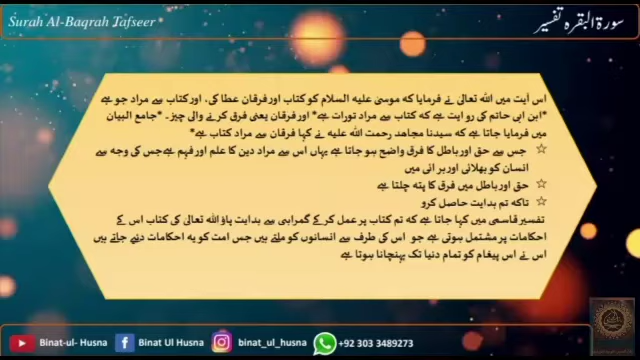 Surah Al-Baqrah Tafseer
سورۃ البقرہ تفسیر
اس آیت میں اللہ تعالیٰ نے فرمایا کہ موسیٰ علیہ السلام کو کتاب اور فرقان عطا کی، اور کتاب سے مراد جو ہے
*ابن ابی حاتم کی روایت ہے کہ کتاب سے مراد تورات ہے* اور فرقان یعنی فرق کرنے والی چیز۔ *جامع البیان
میں فرمایا جاتا ہے کہ سیدنا مجاھد رحمت اللہ علیہ نے کہا فرقان سے مراد کتاب ہے*
☆ جس سے حق اور باطل کا فرق واضح ہو جاتا ہے یہاں اس سے مراد دین کا علم اور فہم ہے جس کی وجہ سے
انسان کو بھلائی اور برائی میں
☆ حق اور باطل میں فرق کا پتہ چلتا ہے
☆ تاکہ تم ہدایت حاصل کرو
تفسیر قاسمی میں کہا جاتا ہے کہ تم کتاب پر عمل کر کے گمراہی سے ہدایت پاؤ اللہ تعالیٰ کی کتاب اس کے
احکامات پر مشتمل ہوتی ہے جو اس کی طرف سے انسانوں کو ملتے ہیں جس امت کو یہ احکامات دیئے جاتے ہیں
اس نے اس پیغام کو تمام دنیا تک پہنچانا ہوتا ہے
Binat-ul- Husna
Binat Ul Husna
binat_ul_husna
+92 303 3489273